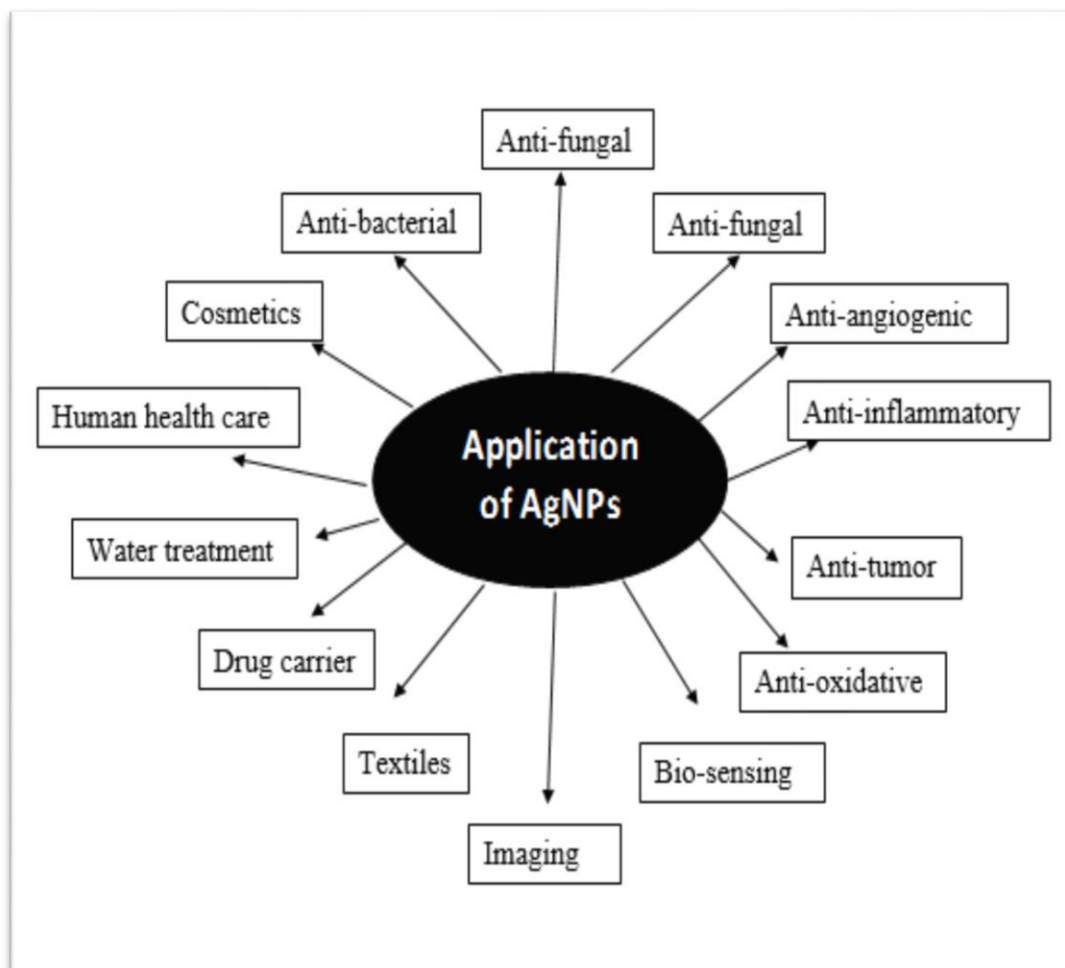 Anti-fungal
Anti-bacterial
Anti-fungal
Cosmetics
Anti-angiogenic
Human health care
Anti-inflammatory
Application
of AgNPs
Water treatment
Anti-tumor
Drug carrier
Anti-oxidative
Textiles
Bio-sensing
Imaging